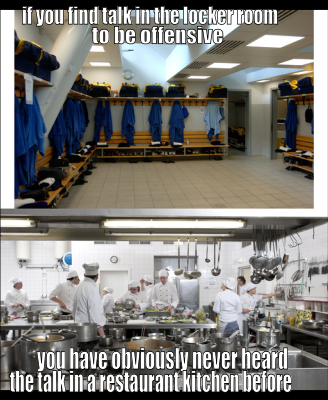 if you find talk in the locker room
to be offensive
you have obviously never heard
the talk in a restaurant kitchen before